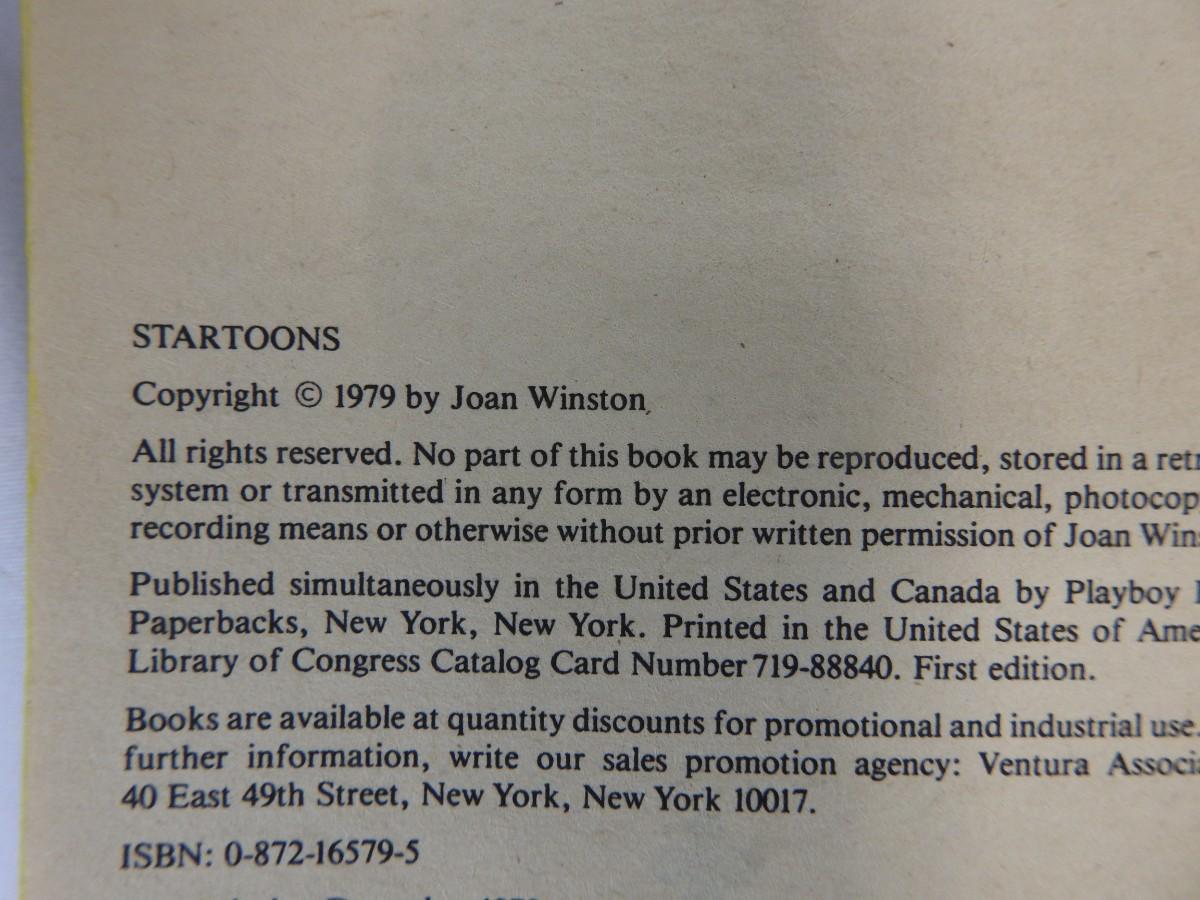 STARTOONS
Copyright © 1979 by Joan Winston.
All rights reserved. No part of this book may be reproduced, stored in a retr
system or transmitted in any form by an electronic, mechanical, photocop
recording means or otherwise without prior written permission of Joan Wins
Published simultaneously in the United States and Canada by Playboy
Paperbacks, New York, New York. Printed in the United States of Ame
Library of Congress Catalog Card Number 719-88840. First edition.
Books are available at quantity discounts for promotional and industrial use.
further information, write our sales promotion agency: Ventura Associa
40 East 49th Street, New York, New York 10017.
ISBN: 0-872-16579-5